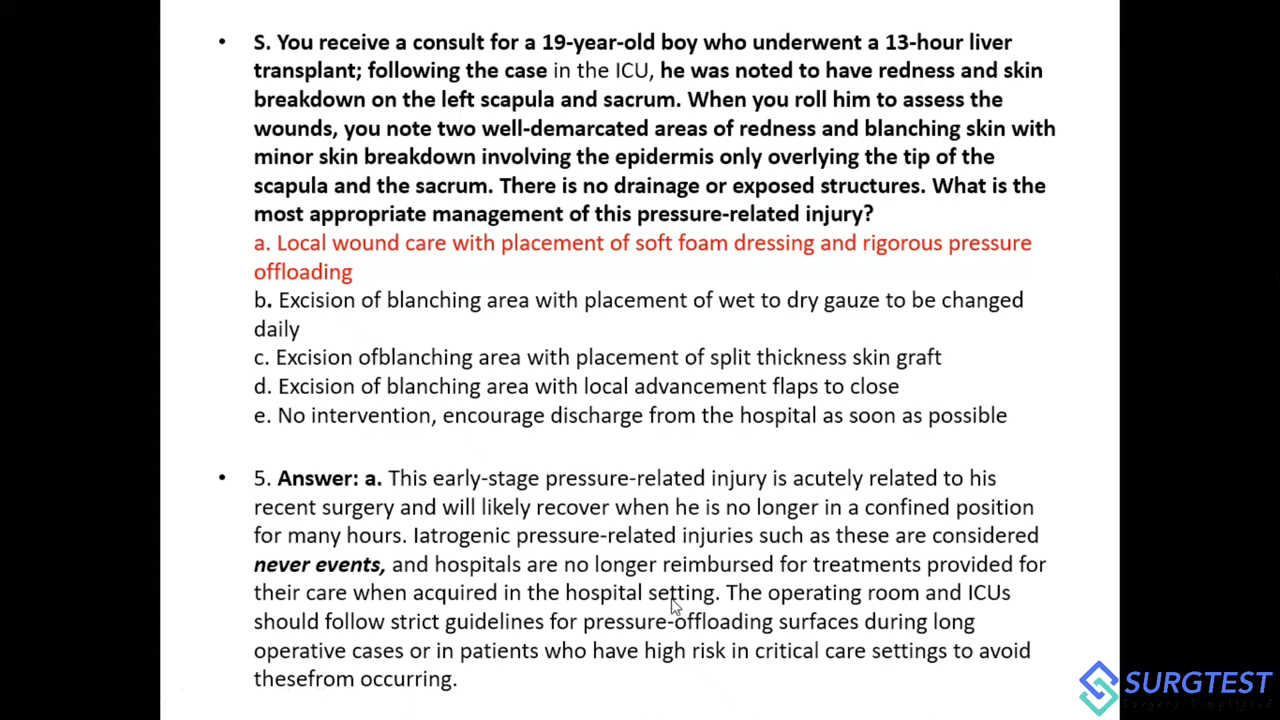 • S. You receive a consult for a 19-year-old boy who underwent a 13-hour liver
transplant; following the case in the ICU, he was noted to have redness and skin
breakdown on the left scapula and sacrum. When you roll him to assess the
wounds, you note two well-demarcated areas of redness and blanching skin with
minor skin breakdown involving the epidermis only overlying the tip of the
scapula and the sacrum. There is no drainage or exposed structures. What is the
most appropriate management of this pressure-related injury?
a. Local wound care with placement of soft foam dressing and rigorous pressure
offloading
b. Excision of blanching area with placement of wet to dry gauze to be changed
daily
c. Excision ofblanching area with placement of split thickness skin graft
d. Excision of blanching area with local advancement flaps to close
e. No intervention, encourage discharge from the hospital as soon as possible
• 5. Answer: a. This early-stage pressure-related injury is acutely related to his
recent surgery and will likely recover when he is no longer in a confined position
for many hours. Iatrogenic pressure-related injuries such as these are considered
never events, and hospitals are no longer reimbursed for treatments provided for
their care when acquired in the hospital setting. The operating room and ICUs
should follow strict guidelines for pressure-offloading surfaces during long
operative cases or in patients who have high risk in critical care settings to avoid
thesefrom occurring.
SURGTEST
Surgery Simplified